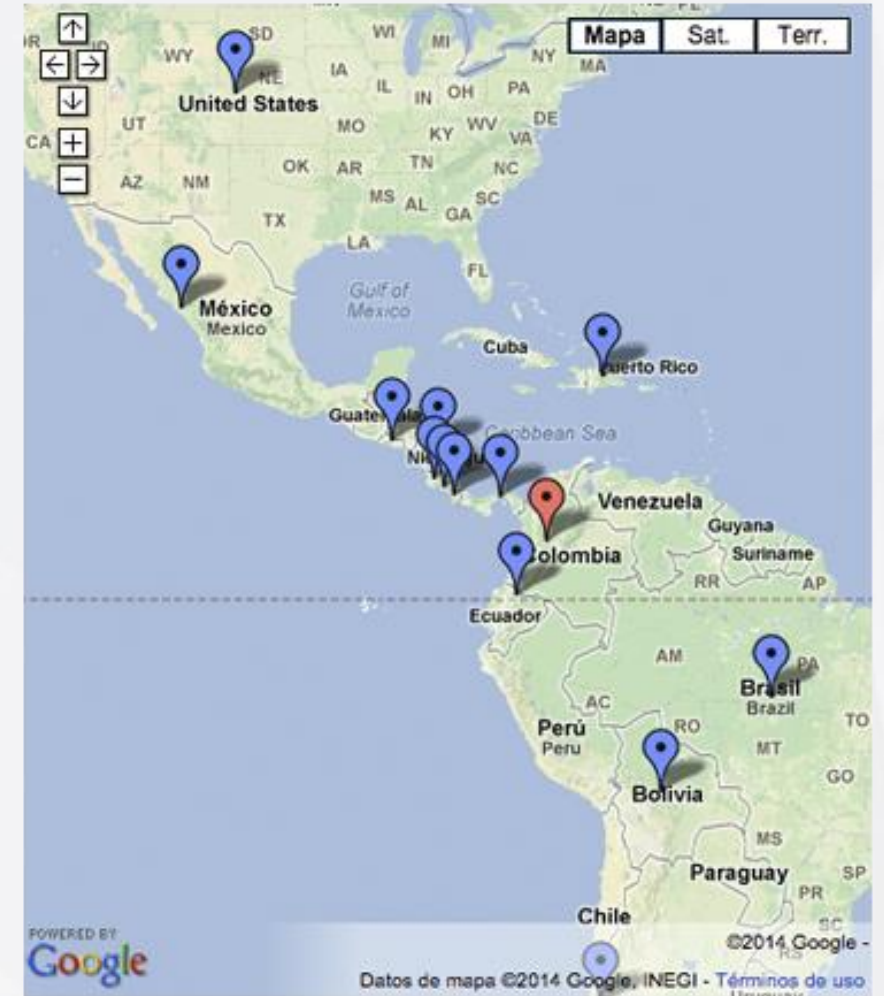 SD
WI
MI
Mapa
Sat.
Terr.
WY
NE
IA
NY
MA
United States
IL
IN
OH
PA
UT
MO
KY
WV
DE
VA
CA
AZ
NM
OK
AR
TN
NC
MS
AL
GA
SC
TX
LA
FL
Gulf of
Mexico
México
Mexico
Cuba
Caribbean Sea
Venezuela
Guyana
Colombia
Suriname
RR
AP
Ecuador
AM
PA
Brasil
Brazil
AC
TO
Perú
Peru
RO
MT
GO
Bolivia
MS
Paraguay
SP
PR
Chile
SC
RS
POWERED BY
Google
©2014 Google -
Datos de mapa ©2014 Google, INEGI - Términos de uso